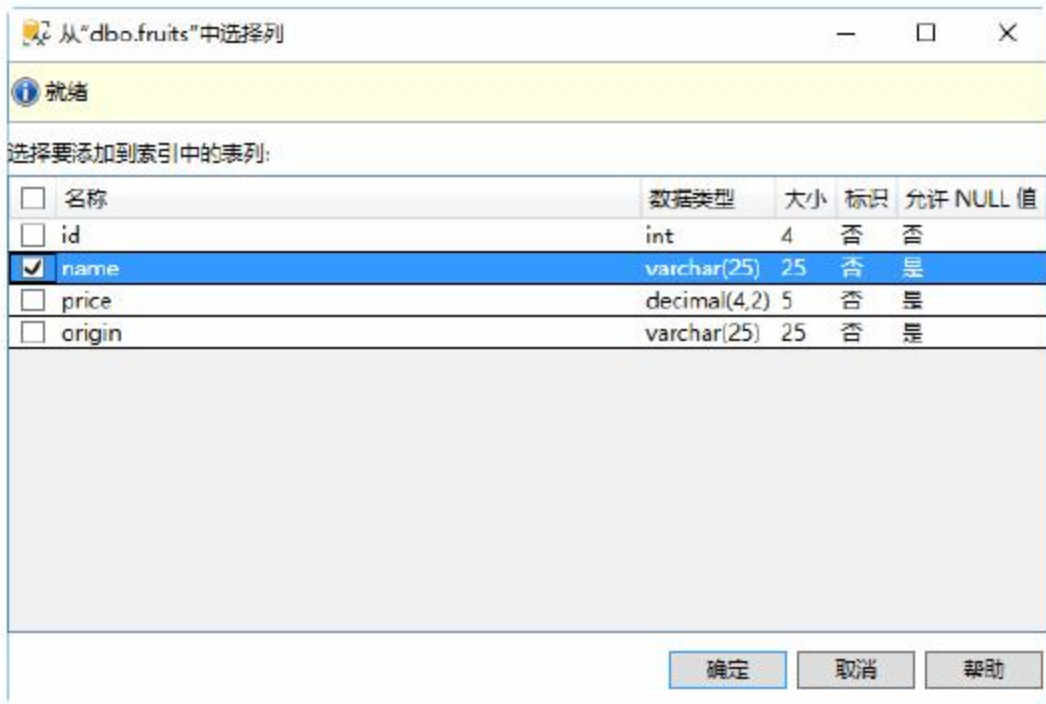 从“dbo.fruits”中选择列
就绪
选择要添加到索引中的表列:
名称 数据类型 大小 标识 允许 NULL 值
id int 4 否 否
name varchar(25) 25 否 是
price decimal(4,2) 5 否 是
origin varchar(25) 25 否 是
确定 取消 帮助